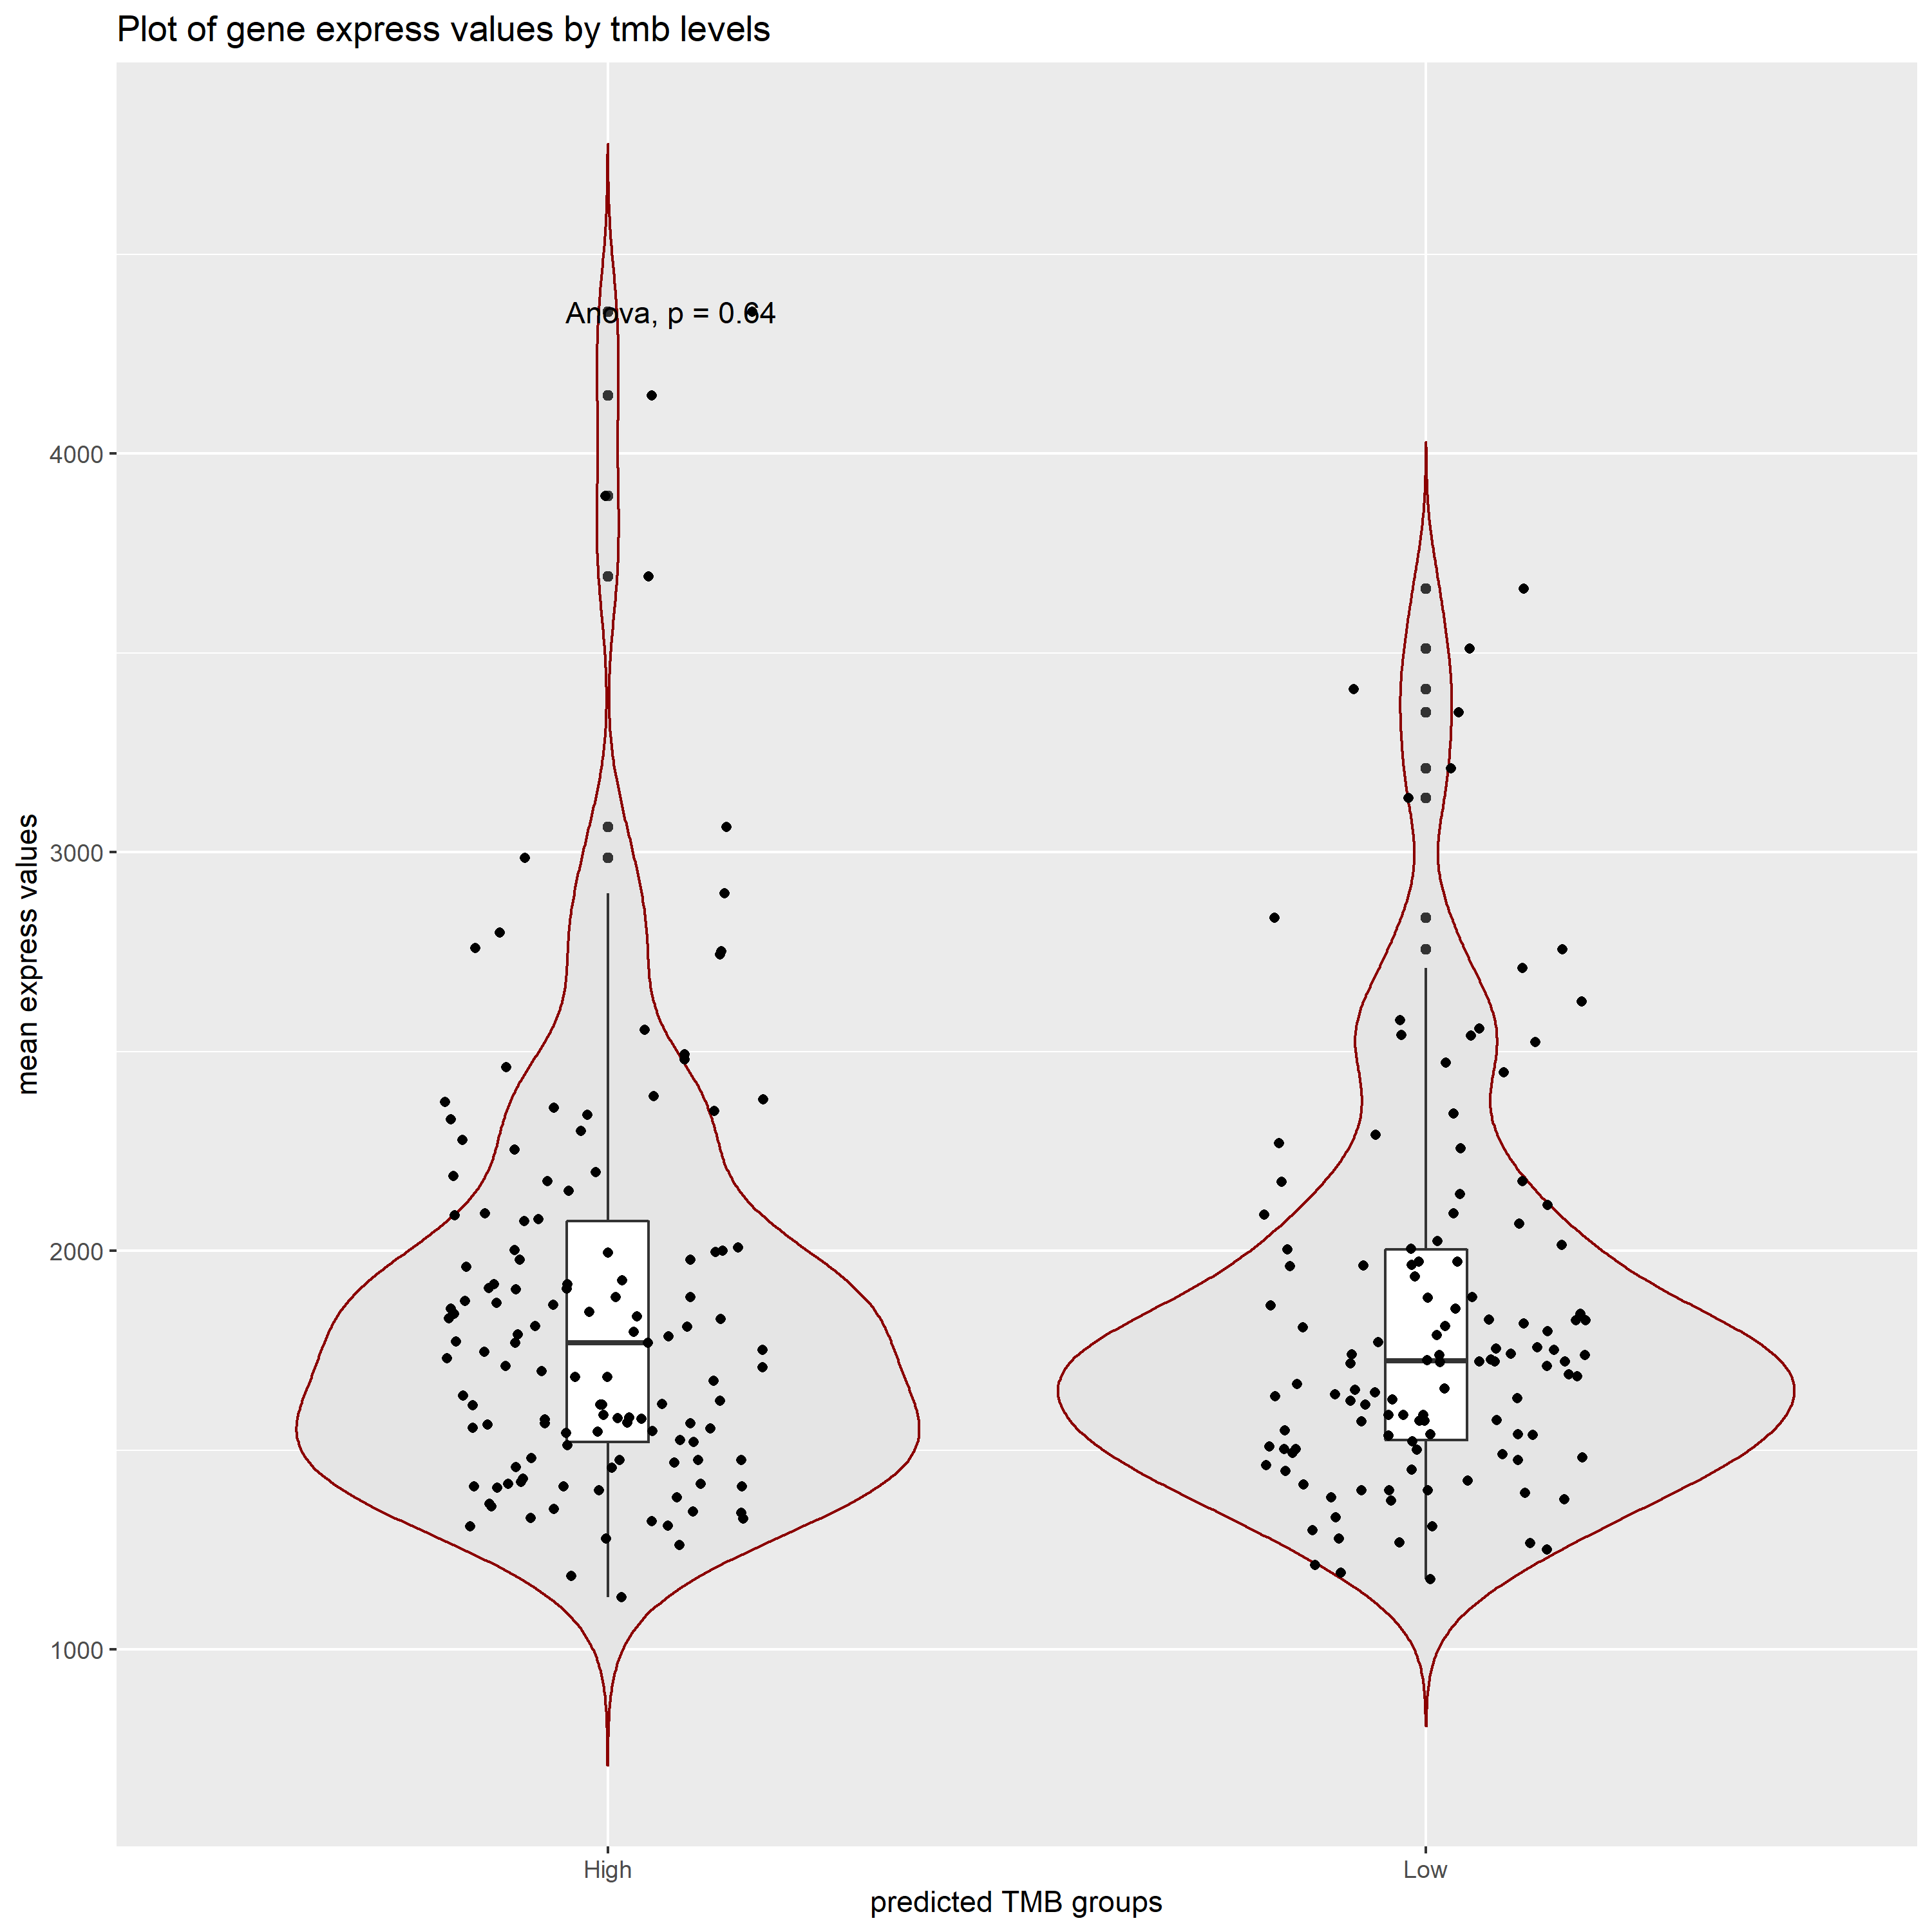 Plot of gene express values by tmb levels
Anova, p = 0.64
mean express values
4000
3000
2000
1000
High
Low
predicted TMB groups